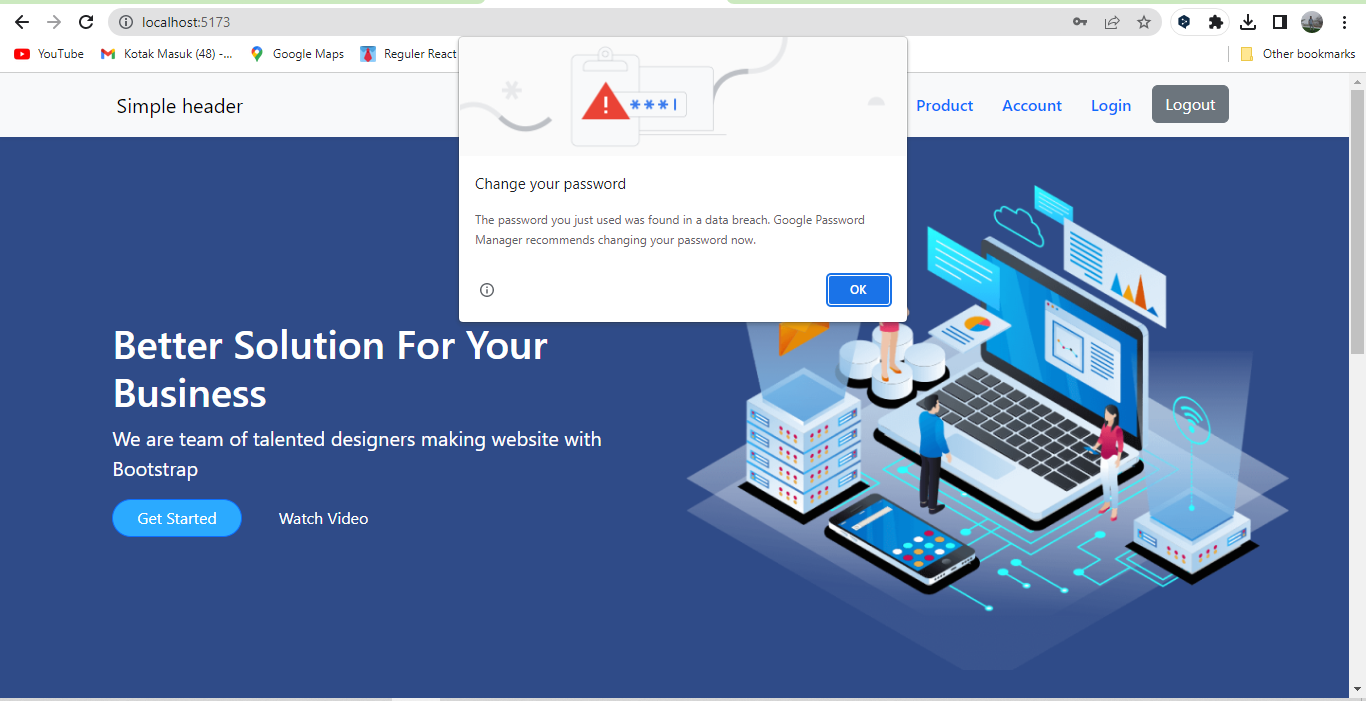 localhost:5173
YouTube
Kotak Masuk (48) -...
Google Maps
Reguler React
Other bookmarks
Simple header
Product
Account
Login
Logout
***|
Change your password
The password you just used was found in a data breach. Google Password
Manager recommends changing your password now.
OK
Better Solution For Your
Business
We are team of talented designers making website with
Bootstrap
Get Started
Watch Video